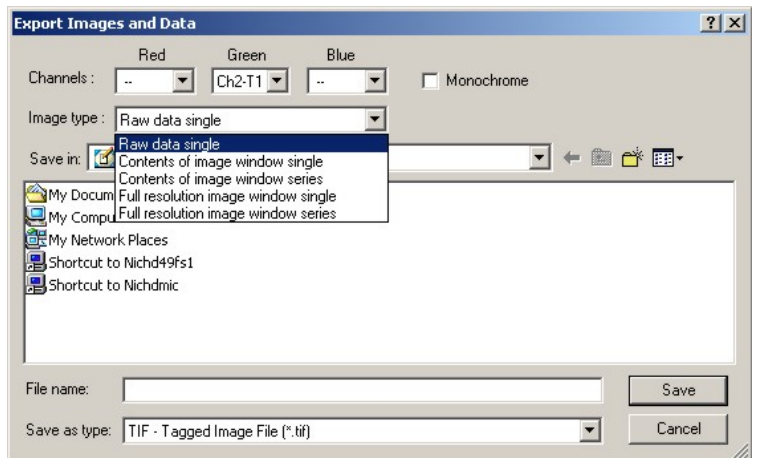 Export Images and Data
Red Green Blue
Channels : -- Ch2-T1 -- Monochrome
Image type : Raw data single
Raw data single
Save in:
Contents of image window single
Contents of image window series
My Docum
Full resolution image window single
My Compu
Full resolution image window series
My Network Places
Shortcut to Nichd49fs1
Shortcut to Nichdmic
File name:
Save
Save as type: TIF - Tagged Image File (*.tif)
Cancel